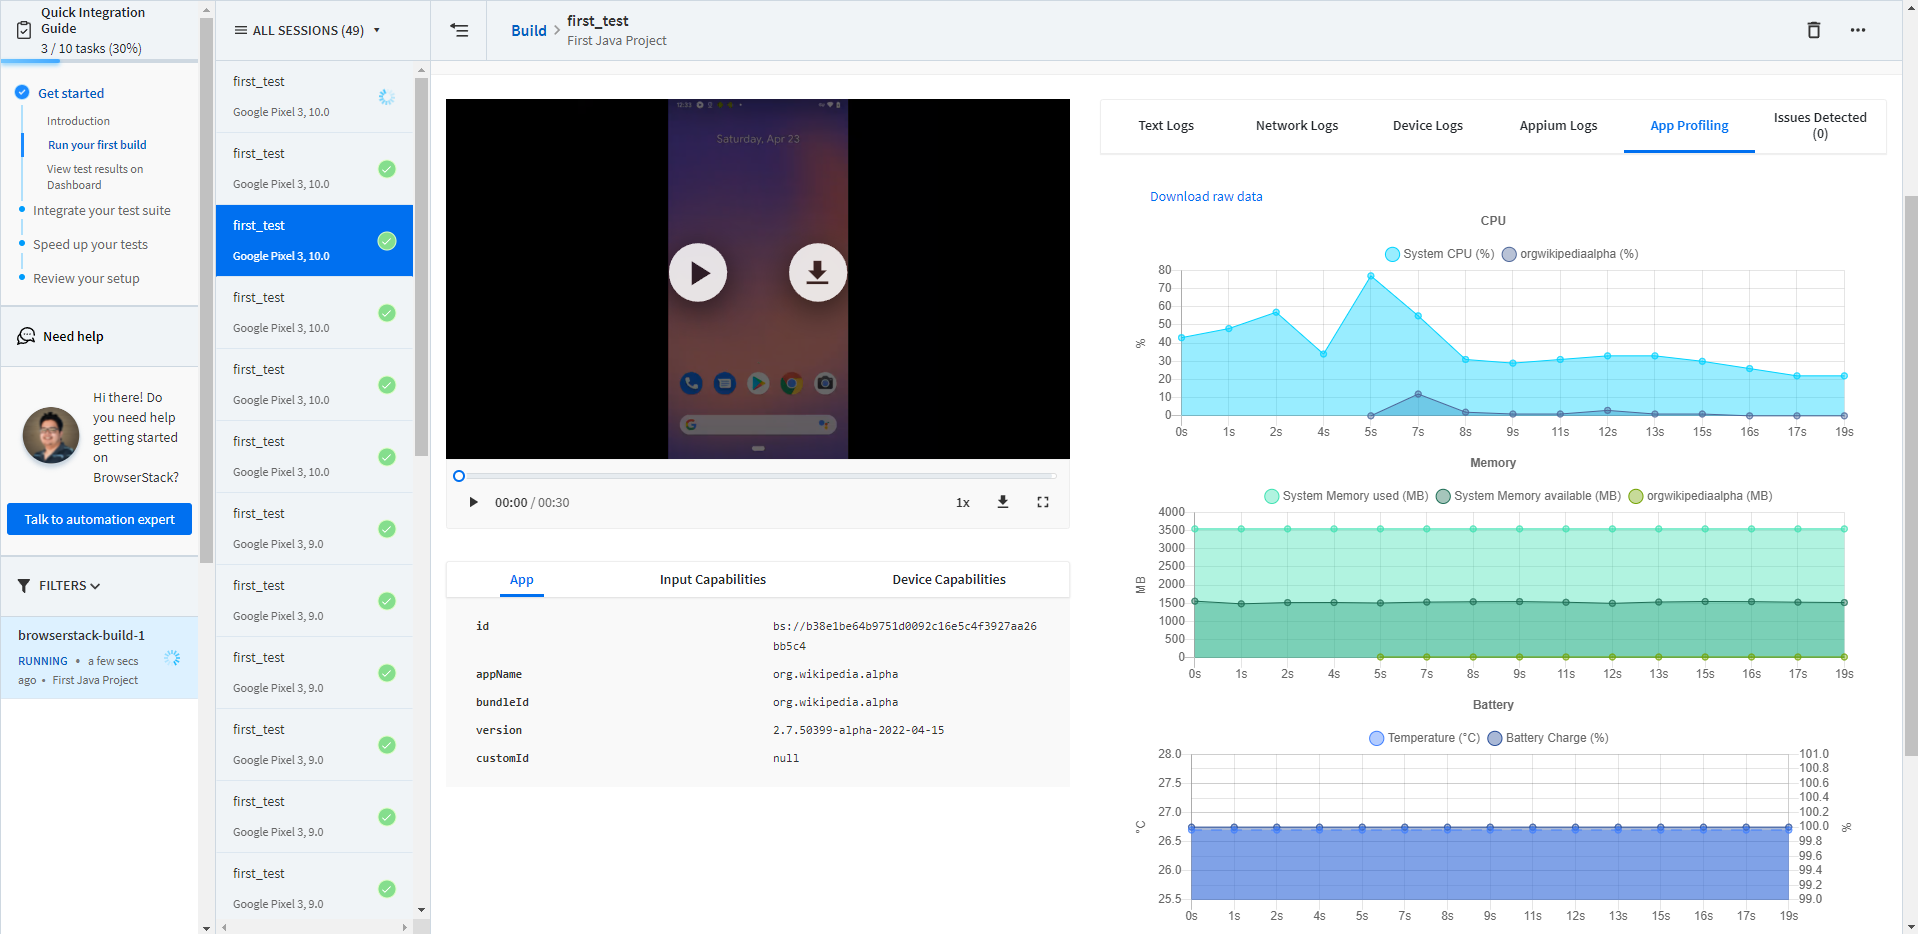 Quick Integration
Guide
3 / 10 tasks (30%)
Get started
Introduction
Run your first build
View test results on
Dashboard
Integrate your test suite
Speed up your tests
Review your setup
Need help
Hi there! Do
you need help
getting started
on
BrowserStack?
Talk to automation expert
FILTERS
browserstack-build-1
RUNNING • a few secs
ago • First Java Project
ALL SESSIONS (49)
first_test
Google Pixel 3, 10.0
first_test
Google Pixel 3, 10.0
first_test
Google Pixel 3, 10.0
first_test
Google Pixel 3, 10.0
first_test
Google Pixel 3, 10.0
first_test
Google Pixel 3, 10.0
first_test
Google Pixel 3, 9.0
first_test
Google Pixel 3, 9.0
first_test
Google Pixel 3, 9.0
first_test
Google Pixel 3, 9.0
first_test
Google Pixel 3, 9.0
first_test
Google Pixel 3, 9.0
Build > first_test
First Java Project
12:33
Saturday, Apr 23
G
00:00 / 00:30
1x
App Input Capabilities Device Capabilities
id bs://b38e1be64b9751d0092c16e5c4f3927aa26
bb5c4
appName org.wikipedia.alpha
bundleId org.wikipedia.alpha
version 2.7.50399-alpha-2022-04-15
customId null
Text Logs Network Logs Device Logs Appium Logs App Profiling Issues Detected
(0)
Download raw data
CPU
System CPU (%) orgwikipediaalpha (%)
80
70
60
50
40
30
20
10
0
%
0s 1s 2s 4s 5s 7s 8s 9s 11s 12s 13s 15s 16s 17s 19s
Memory
System Memory used (MB) System Memory available (MB) orgwikipediaalpha (MB)
4000
3500
3000
2500
2000
1500
1000
500
0
MB
0s 1s 2s 4s 5s 7s 8s 9s 11s 12s 13s 15s 16s 17s 19s
Battery
Temperature (°C) Battery Charge (%)
28.0
27.5
27.0
26.5
26.0
25.5
°C
101.0
100.8
100.6
100.4
100.2
100.0
99.8
99.6
99.4
99.2
99.0
%
0s 1s 2s 4s 5s 7s 8s 9s 11s 12s 13s 15s 16s 17s 19s